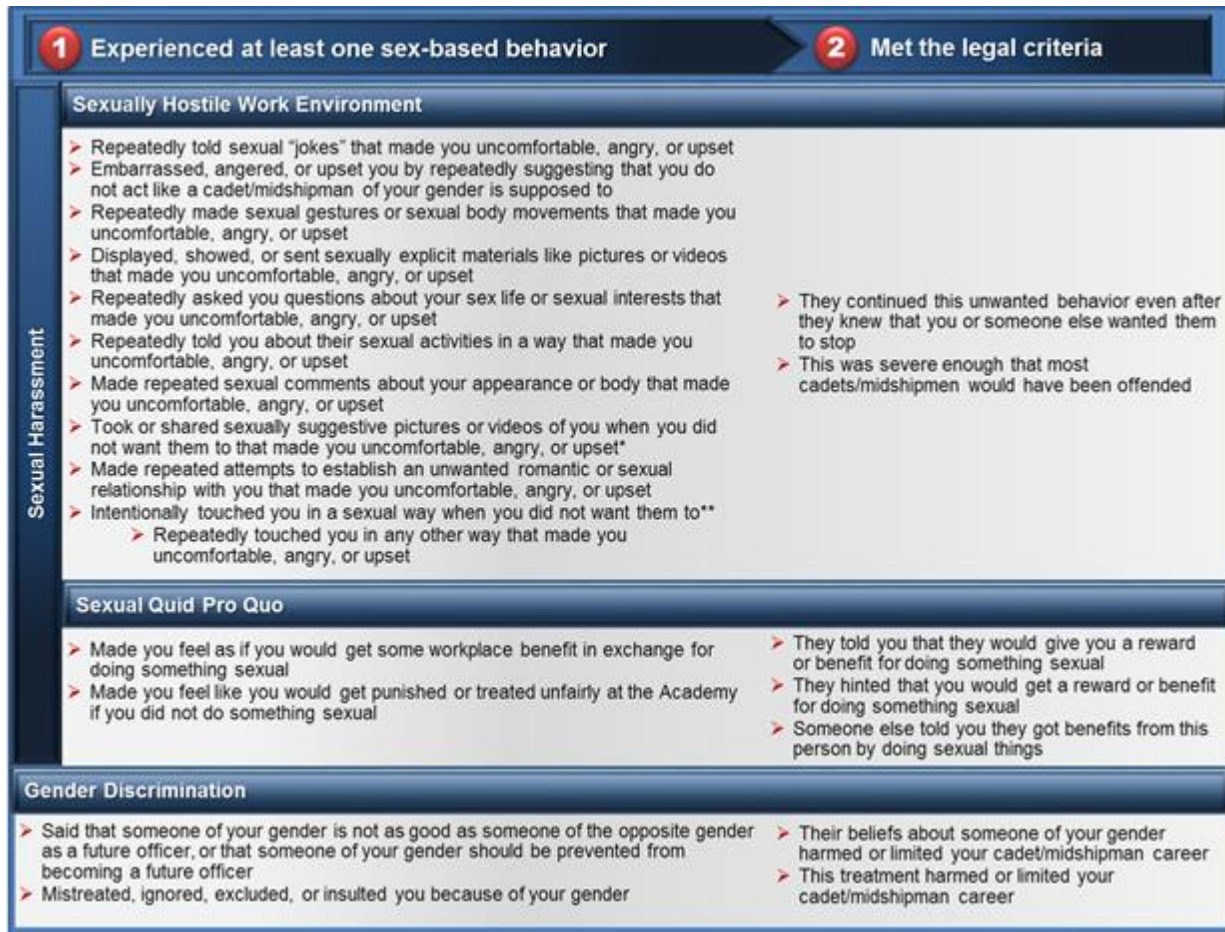 1 Experienced at least one sex-based behavior
2 Met the legal criteria
Sexual Harassment
Sexually Hostile Work Environment
➤ Repeatedly told sexual “jokes” that made you uncomfortable, angry, or upset
➤ Embarrassed, angered, or upset you by repeatedly suggesting that you do
not act like a cadet/midshipman of your gender is supposed to
➤ Repeatedly made sexual gestures or sexual body movements that made you
uncomfortable, angry, or upset
➤ Displayed, showed, or sent sexually explicit materials like pictures or videos
that made you uncomfortable, angry, or upset
➤ Repeatedly asked you questions about your sex life or sexual interests that
made you uncomfortable, angry, or upset
➤ Repeatedly told you about their sexual activities in a way that made you
uncomfortable, angry, or upset
➤ Made repeated sexual comments about your appearance or body that made
you uncomfortable, angry, or upset
➤ Took or shared sexually suggestive pictures or videos of you when you did
not want them to that made you uncomfortable, angry, or upset*
➤ Made repeated attempts to establish an unwanted romantic or sexual
relationship with you that made you uncomfortable, angry, or upset
➤ Intentionally touched you in a sexual way when you did not want them to**
➤ Repeatedly touched you in any other way that made you
uncomfortable, angry, or upset
➤ They continued this unwanted behavior even after
they knew that you or someone else wanted them
to stop
➤ This was severe enough that most
cadets/midshipmen would have been offended
Sexual Quid Pro Quo
➤ Made you feel as if you would get some workplace benefit in exchange for
doing something sexual
➤ Made you feel like you would get punished or treated unfairly at the Academy
if you did not do something sexual
➤ They told you that they would give you a reward
or benefit for doing something sexual
➤ They hinted that you would get a reward or benefit
for doing something sexual
➤ Someone else told you they got benefits from this
person by doing sexual things
Gender Discrimination
➤ Said that someone of your gender is not as good as someone of the opposite gender
as a future officer, or that someone of your gender should be prevented from
becoming a future officer
➤ Mistreated, ignored, excluded, or insulted you because of your gender
➤ Their beliefs about someone of your gender
harmed or limited your cadet/midshipman career
➤ This treatment harmed or limited your
cadet/midshipman career